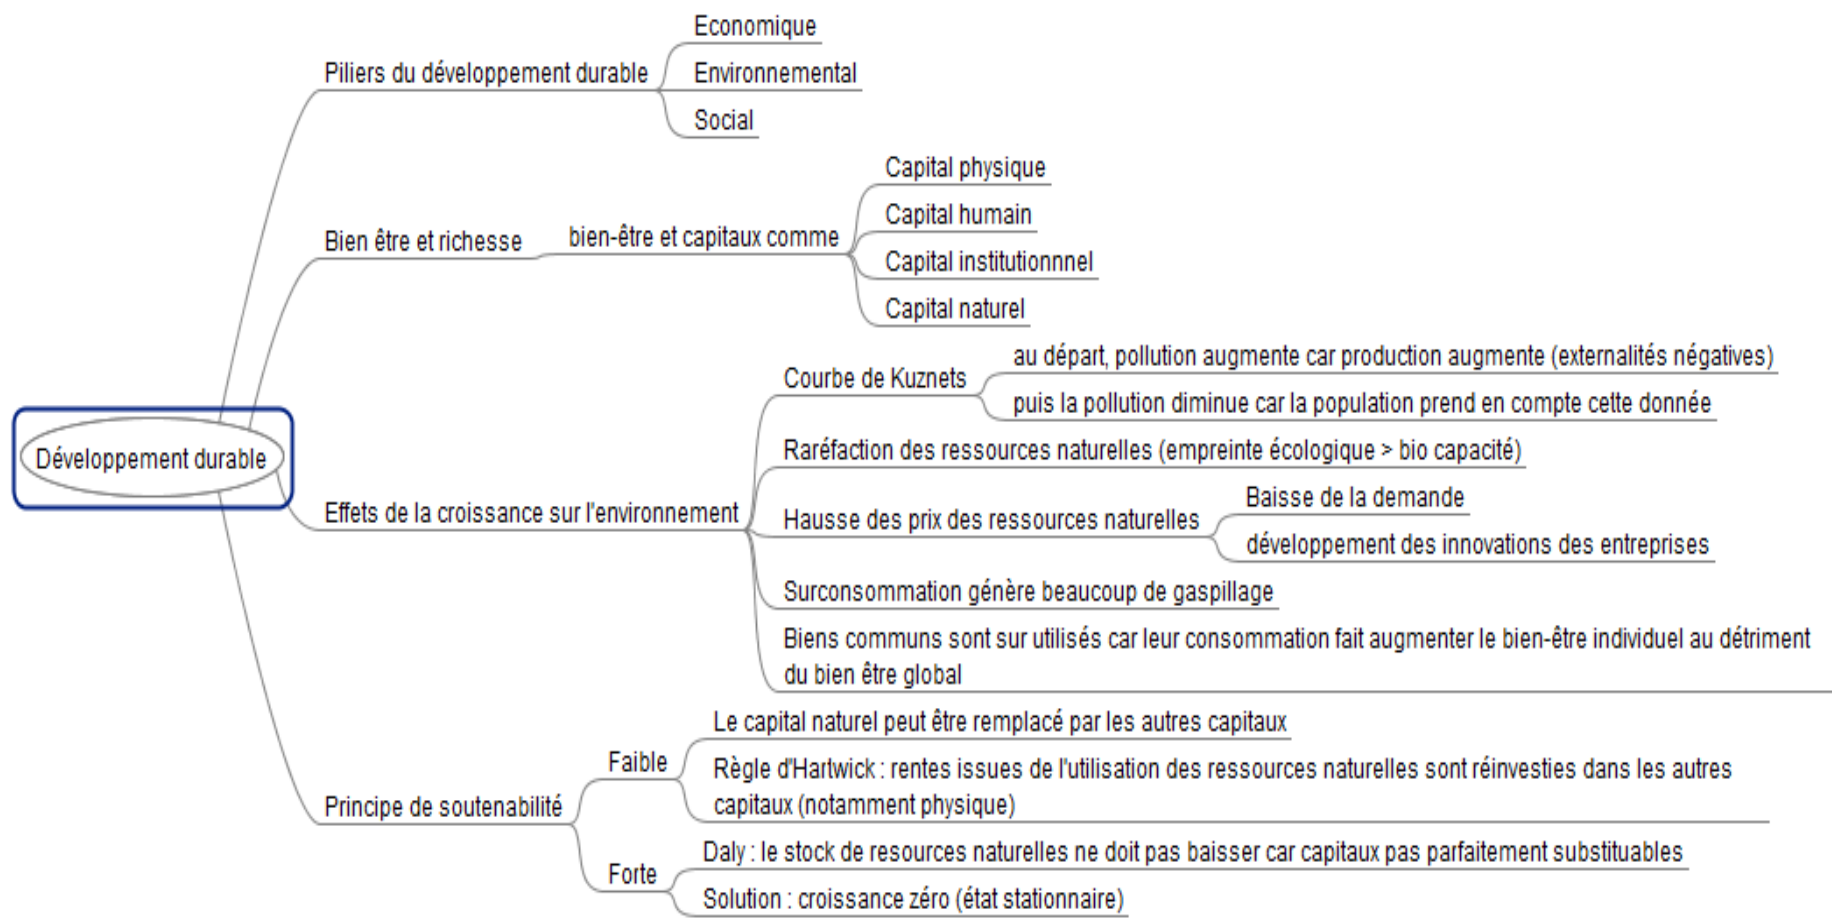 Economique
Piliers du développement durable
Environnemental
Social
Capital physique
Capital humain
Bien être et richesse
bien-être et capitaux comme
Capital institutionnnel
Capital naturel
au départ, pollution augmente car production augmente (externalités négatives)
Courbe de Kuznets
puis la pollution diminue car la population prend en compte cette donnée
Développement durable
Raréfaction des ressources naturelles (empreinte écologique > bio capacité)
Effets de la croissance sur l'environnement
Baisse de la demande
Hausse des prix des ressources naturelles
développement des innovations des entreprises
Surconsommation génère beaucoup de gaspillage
Biens communs sont sur utilisés car leur consommation fait augmenter le bien-être individuel au détriment
du bien être global
Le capital naturel peut être remplacé par les autres capitaux
Faible
Règle d'Hartwick : rentes issues de l'utilisation des ressources naturelles sont réinvesties dans les autres
capitaux (notamment physique)
Principe de soutenabilité
Daly : le stock de resources naturelles ne doit pas baisser car capitaux pas parfaitement substituables
Forte
Solution : croissance zéro (état stationnaire)